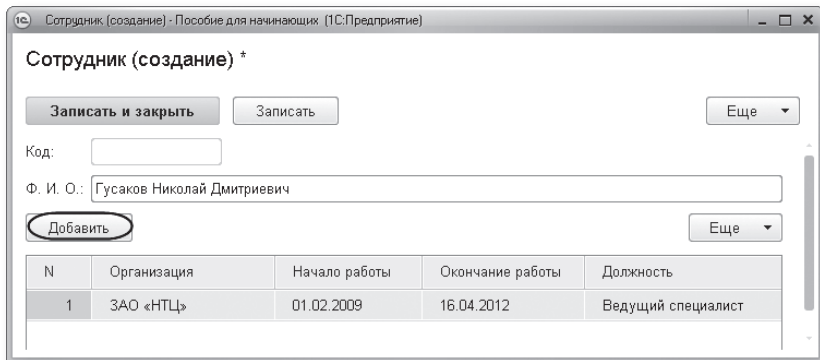 Сотрудник (создание) - Пособие для начинающих (1С:Предприятие)
Сотрудник (создание) *
Записать и закрыть Записать Еще
Код:
Ф. И. О.: Гусаков Николай Дмитриевич
Добавить Еще
N Организация Начало работы Окончание работы Должность
1 ЗАО «НТЦ» 01.02.2009 16.04.2012 Ведущий специалист